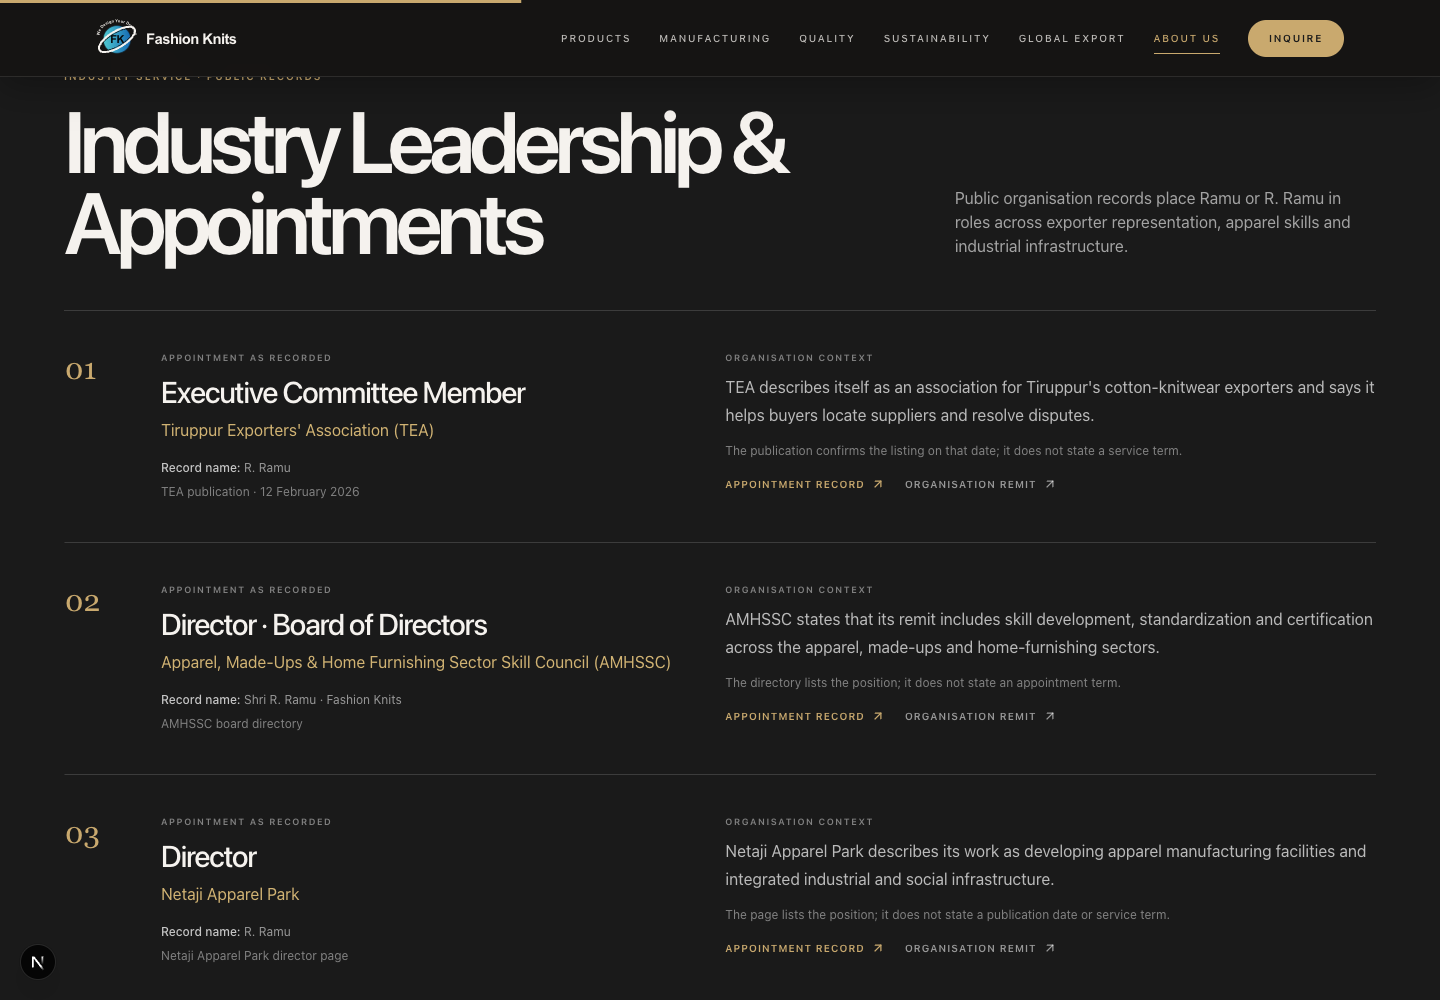 We Design Your Dreams
FK
Fashion Knits
PRODUCTS
MANUFACTURING
QUALITY
SUSTAINABILITY
GLOBAL EXPORT
ABOUT US
INQUIRE
INDUSTRY SERVICE · PUBLIC RECORDS
Industry Leadership &
Appointments
Public organisation records place Ramu or R. Ramu in
roles across exporter representation, apparel skills and
industrial infrastructure.
01
APPOINTMENT AS RECORDED
Executive Committee Member
Tiruppur Exporters' Association (TEA)
Record name: R. Ramu
TEA publication · 12 February 2026
ORGANISATION CONTEXT
TEA describes itself as an association for Tiruppur's cotton-knitwear exporters and says it
helps buyers locate suppliers and resolve disputes.
The publication confirms the listing on that date; it does not state a service term.
APPOINTMENT RECORD
ORGANISATION REMIT
02
APPOINTMENT AS RECORDED
Director · Board of Directors
Apparel, Made-Ups & Home Furnishing Sector Skill Council (AMHSSC)
Record name: Shri R. Ramu · Fashion Knits
AMHSSC board directory
ORGANISATION CONTEXT
AMHSSC states that its remit includes skill development, standardization and certification
across the apparel, made-ups and home-furnishing sectors.
The directory lists the position; it does not state an appointment term.
APPOINTMENT RECORD
ORGANISATION REMIT
03
APPOINTMENT AS RECORDED
Director
Netaji Apparel Park
Record name: R. Ramu
Netaji Apparel Park director page
ORGANISATION CONTEXT
Netaji Apparel Park describes its work as developing apparel manufacturing facilities and
integrated industrial and social infrastructure.
The page lists the position; it does not state a publication date or service term.
APPOINTMENT RECORD
ORGANISATION REMIT
N